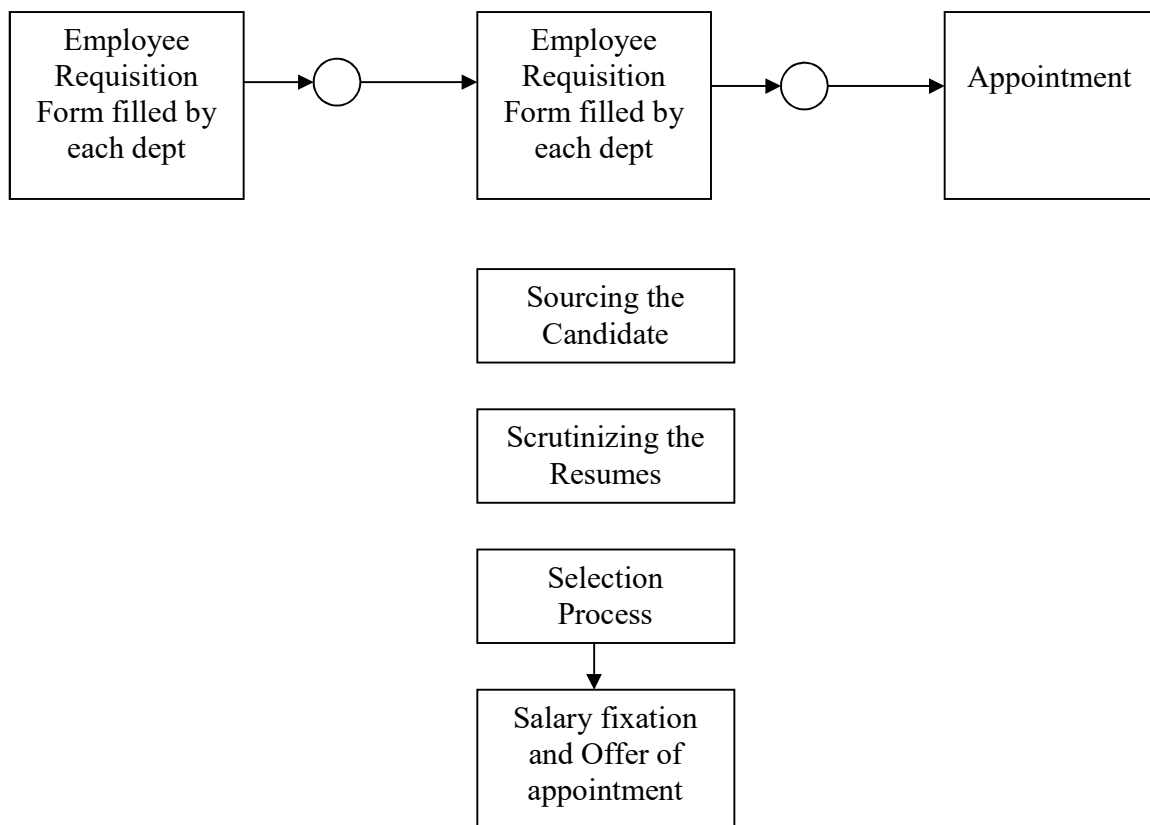 Employee
Requisition
Form filled by
each dept
Employee
Requisition
Form filled by
each dept
Appointment
Sourcing the
Candidate
Scrutinizing the
Resumes
Selection
Process
Salary fixation
and Offer of
appointment